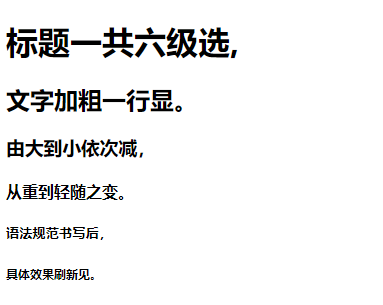 标题一共六级选,
文字加粗一行显。
由大到小依次减，
从重到轻随之变。
语法规范书写后，
具体效果刷新见。